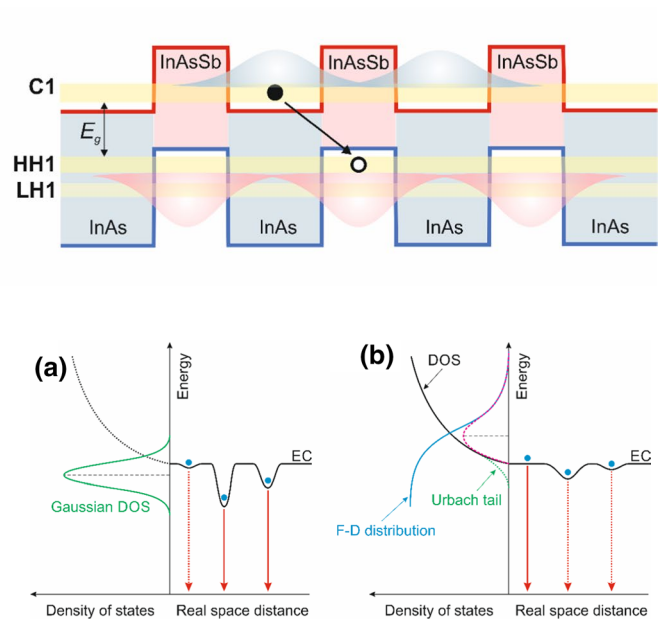 InAsSb InAsSb InAsSb
C1
Eg
HH1
LH1
InAs InAs InAs InAs
(a)
Energy
EC
Gaussian DOS
Density of states Real space distance
(b)
DOS
Energy
EC
Urbach tail
F-D distribution
Density of states Real space distance